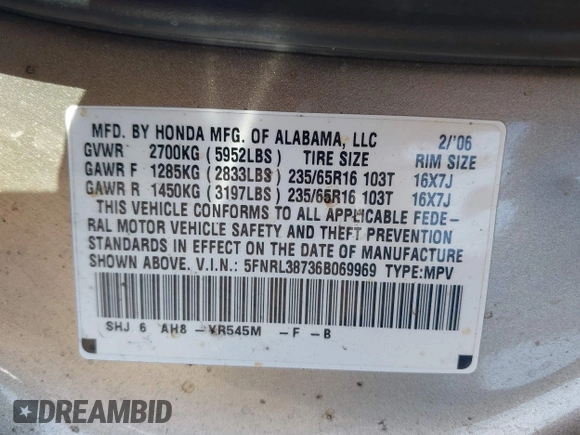 MFD. BY HONDA MFG. OF ALABAMA, LLC 2/'06
GVWR 2700KG (5952LBS) TIRE SIZE RIM SIZE
GAWR F 1285KG (2833LBS) 235/65R16 103T 16X7J
GAWR R 1450KG (3197LBS) 235/65R16 103T 16X7J
THIS VEHICLE CONFORMS TO ALL APPLICABLE FEDE-
RAL MOTOR VEHICLE SAFETY AND THEFT PREVENTION
STANDARDS IN EFFECT ON THE DATE OF MANUFACTURE
SHOWN ABOVE. V.I.N.: 5FNRL38736B069969 TYPE:MPV
SHJ 6 AH8 -YR545M -F -B
DREAMBID